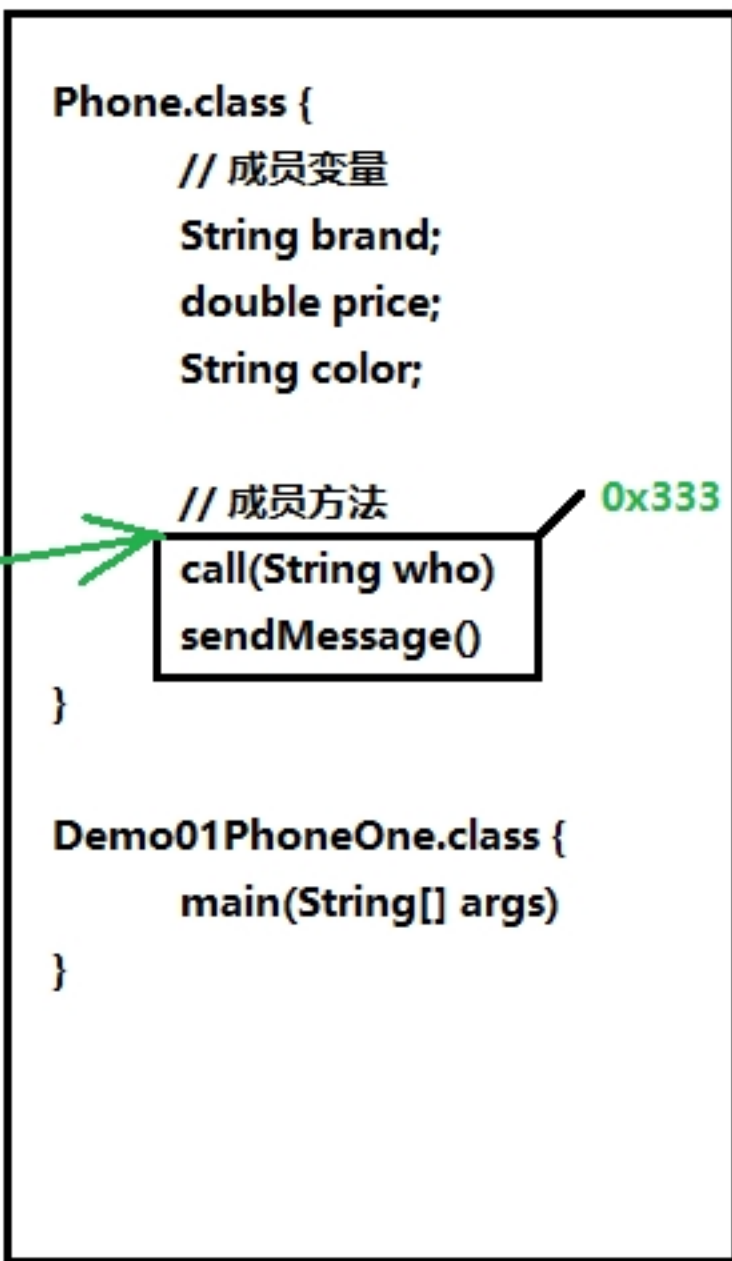 Phone.class {
// 成员变量
String brand;
double price;
String color;
// 成员方法
0x333
call(String who)
sendMessage()
}
Demo01PhoneOne.class {
main(String[] args)
}